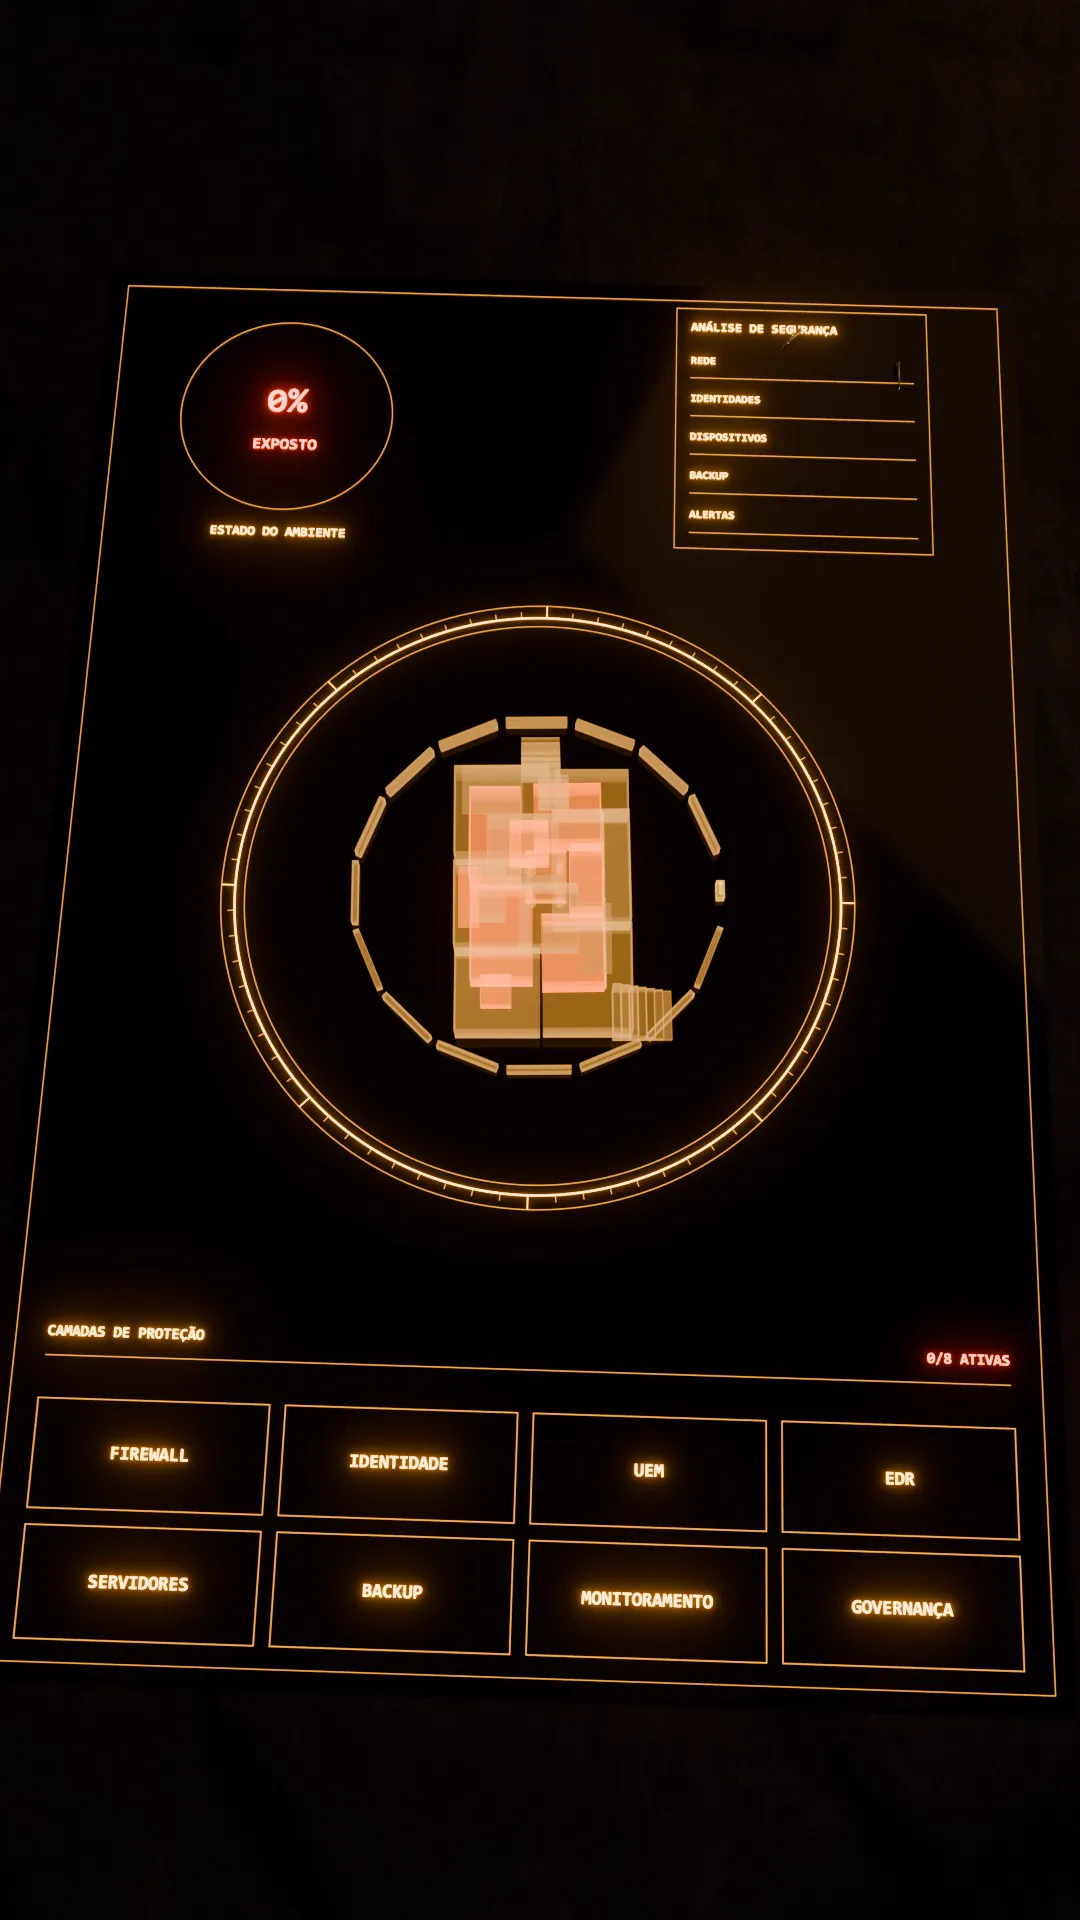 0%
EXPOSTO
ESTADO DO AMBIENTE
ANÁLISE DE SEGURANÇA
REDE
IDENTIDADES
DISPOSITIVOS
BACKUP
ALERTAS
CAMADAS DE PROTEÇÃO
0/8 ATIVAS
FIREWALL
IDENTIDADE
UEM
EDR
SERVIDORES
BACKUP
MONITORAMENTO
GOVERNANÇA